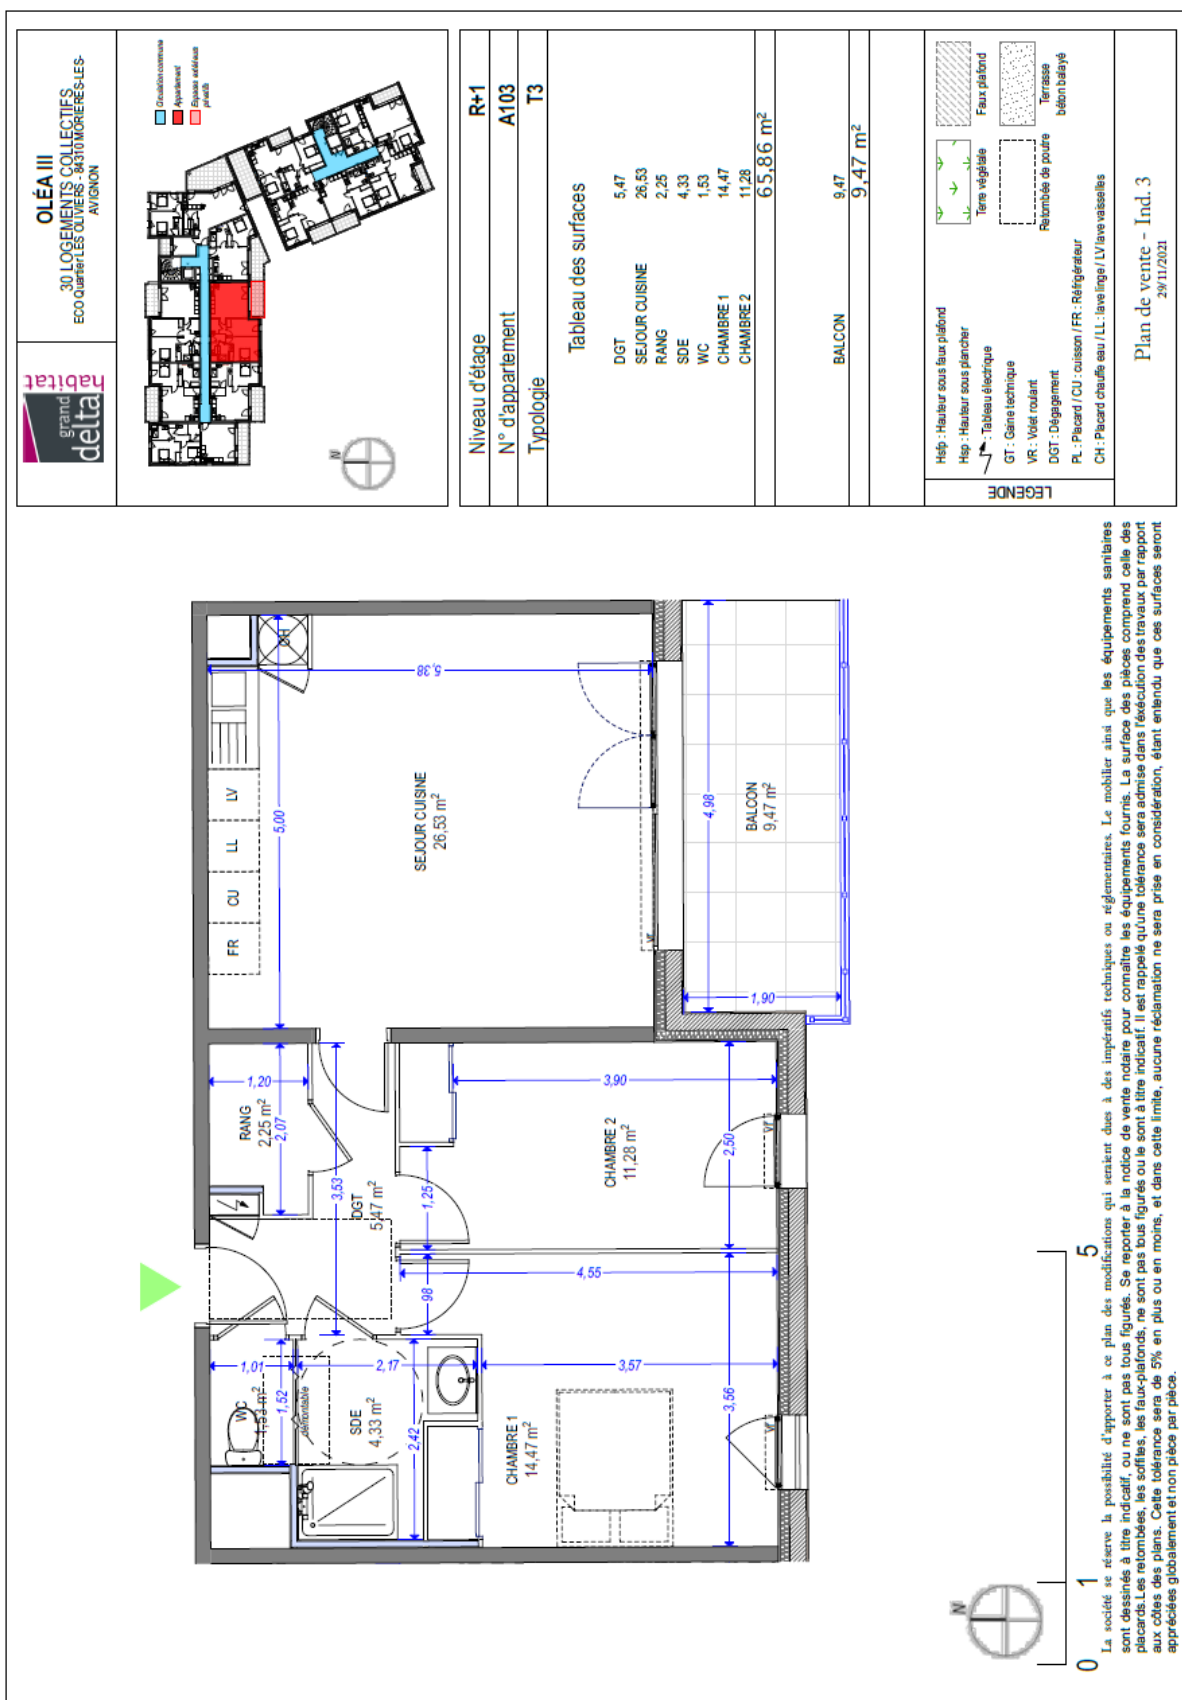 grand
delta
habitat
OLÉA III
30 LOGEMENTS COLLECTIFS
ECO Quartier LES OLIVIERS - 84310 MORIERES-LES-
AVIGNON
Circulation commune
Appartement
Espaces extérieurs
privatifs
N
Niveau d'étage R+1
N° d'appartement A103
Typologie T3
Tableau des surfaces
DGT 5,47
SEJOUR CUISINE 26,53
RANG 2,25
SDE 4,33
WC 1,53
CHAMBRE 1 14,47
CHAMBRE 2 11,28
65,86 m²
BALCON 9,47
9,47 m²
LEGENDE
Hsfp : Hauteur sous faux plafond
Hsp : Hauteur sous plancher
: Tableau électrique
GT : Gaine technique
VR : Volet roulant
DGT : Dégagement
PL : Placard / CU : cuisson / FR : Réfrigérateur
CH : Placard chauffe eau / LL : lave linge / LV lave vaisselles
Terre végétale
Faux plafond
Retombée de poutre
Terrasse
béton balayé
Plan de vente - Ind. 3
29/11/2021
WC
1,53 m²
1,01
1,52
démontable
SDE
4,33 m²
2,17
2,42
CHAMBRE 1
14,47 m²
3,57
3,56
4,55
98
VR
DGT
5,47 m²
3,53
RANG
2,25 m²
1,20
2,07
1,25
CHAMBRE 2
11,28 m²
3,90
2,50
VR
FR
CU
LL
LV
CH
5,00
5,38
SEJOUR CUISINE
26,53 m²
VR
BALCON
9,47 m²
4,98
1,90
N
0 1 5
La société se réserve la possibilité d'apporter à ce plan des modifications qui seraient dues à des impératifs techniques ou réglementaires. Le mobilier ainsi que les équipements sanitaires
sont dessinés à titre indicatif, ou ne sont pas tous figurés. Se reporter à la notice de vente notaire pour connaître les équipements fournis. La surface des pièces comprend celle des
placards.Les retombées, les soffites, les faux-plafonds, ne sont pas tous figurés ou le sont à titre indicatif. Il est rappelé qu'une tolérance sera admise dans l'éxécution des travaux par rapport
aux côtes des plans. Cette tolérance sera de 5% en plus ou en moins, et dans cette limite, aucune réclamation ne sera prise en considération, étant entendu que ces surfaces seront
appréciées globalement et non pièce par pièce.